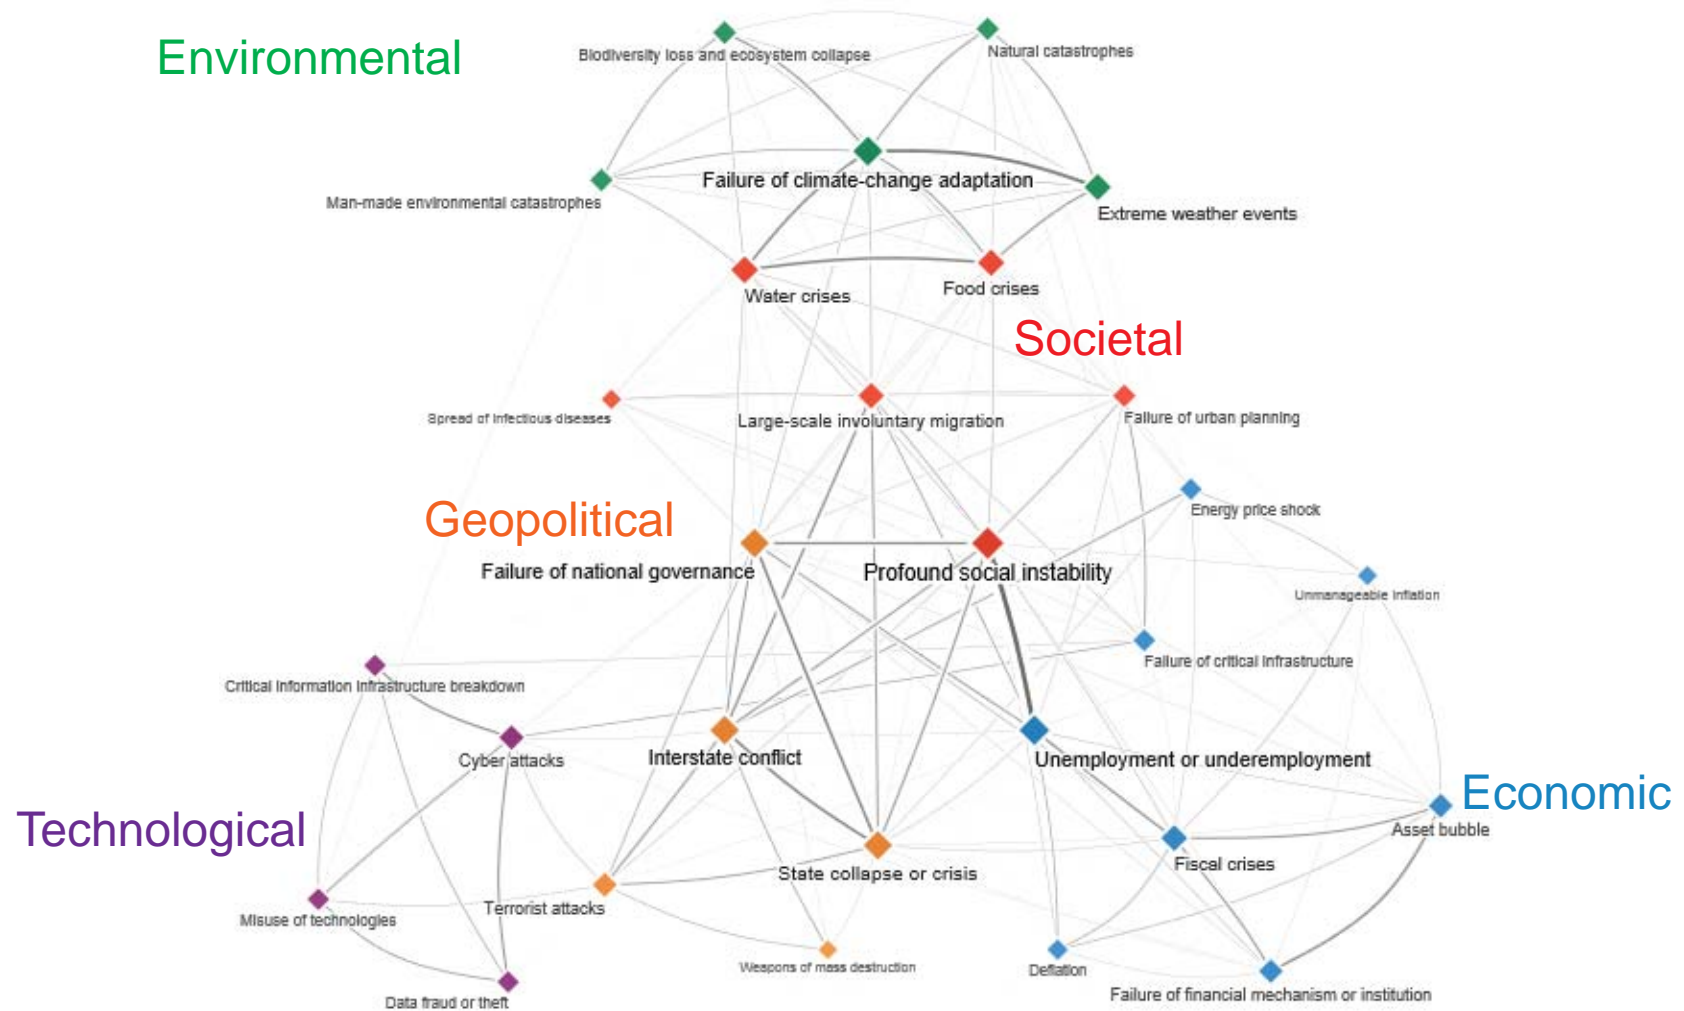 Environmental
Biodiversity loss and ecosystem collapse
Natural catastrophes
Failure of climate-change adaptation
Man-made environmental catastrophes
Extreme weather events
Water crises
Food crises
Societal
Spread of infectious diseases
Large-scale involuntary migration
Failure of urban planning
Geopolitical
Energy price shock
Failure of national governance
Profound social instability
Unmanageable inflation
Failure of critical infrastructure
Critical information infrastructure breakdown
Cyber attacks
Interstate conflict
Unemployment or underemployment
Economic
Technological
Asset bubble
State collapse or crisis
Fiscal crises
Misuse of technologies
Terrorist attacks
Weapons of mass destruction
Deflation
Data fraud or theft
Failure of financial mechanism or institution